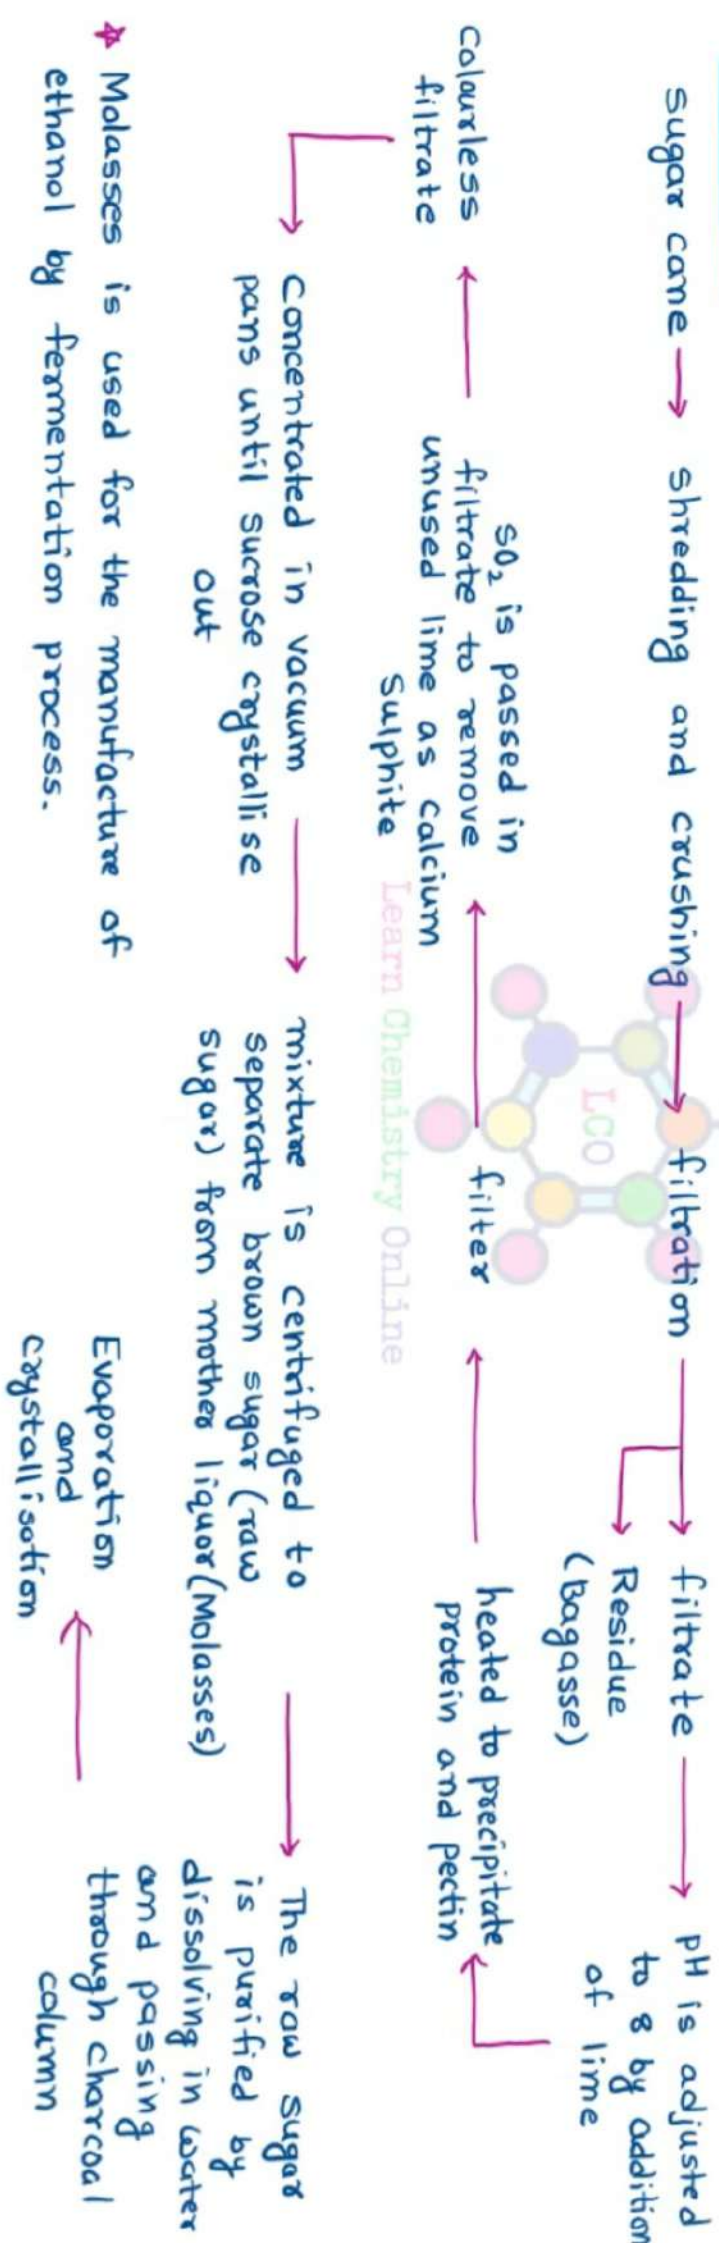 sugar cane → shredding and crushing → filtration → filtrate → pH is adjusted
to 8 by addition
of lime
Residue
(Bagasse)
heated to precipitate
protein and pectin
filter
SO₂ is passed in
filtrate to remove
unused lime as calcium
sulphite
Colourless
filtrate
Concentrated in vacuum
pans until sucrose crystallise
out
mixture is centrifuged to
separate brown sugar (raw
sugar) from mother liquor (Molasses)
The raw sugar
is purified by
dissolving in water
and passing
through charcoal
column
Evaporation
and
Crystallisation
★ Molasses is used for the manufacture of
ethanol by fermentation process.
LCO
Learn Chemistry Online